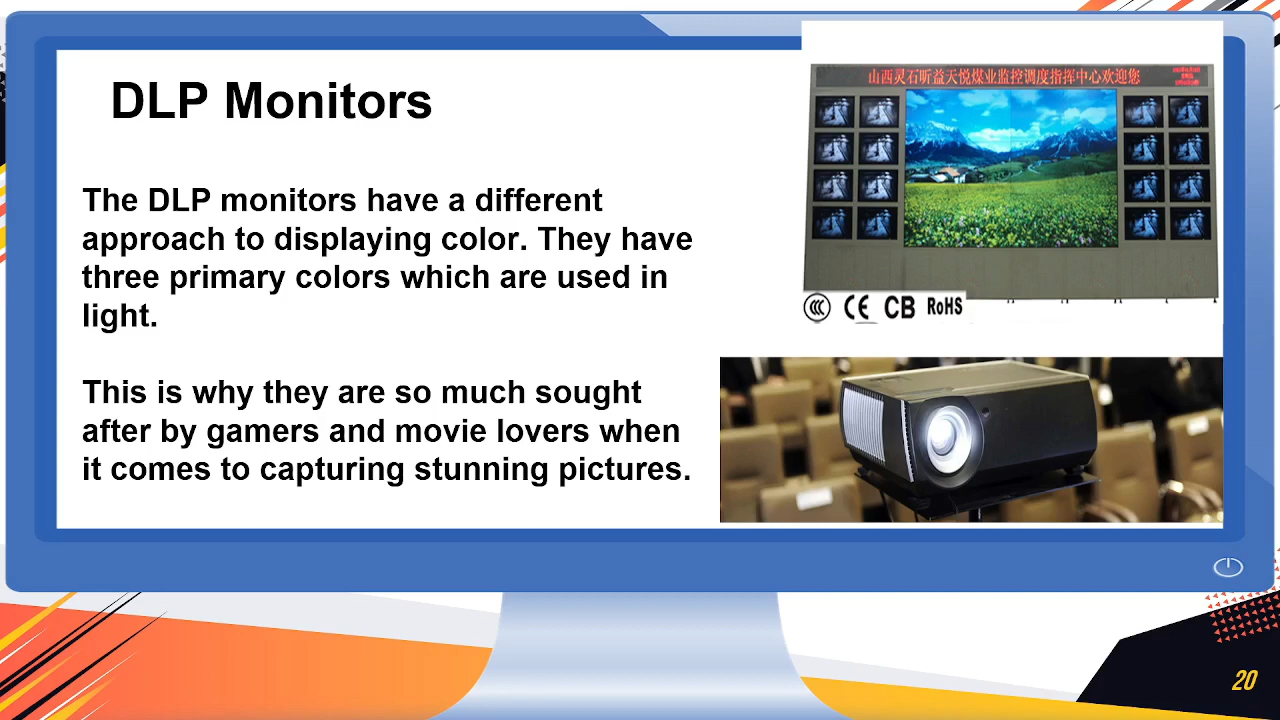 DLP Monitors
The DLP monitors have a different
approach to displaying color. They have
three primary colors which are used in
light.
This is why they are so much sought
after by gamers and movie lovers when
it comes to capturing stunning pictures.
山西灵石昕益天悦煤业监控调度指挥中心欢迎您
CCC CE CB RoHS
20